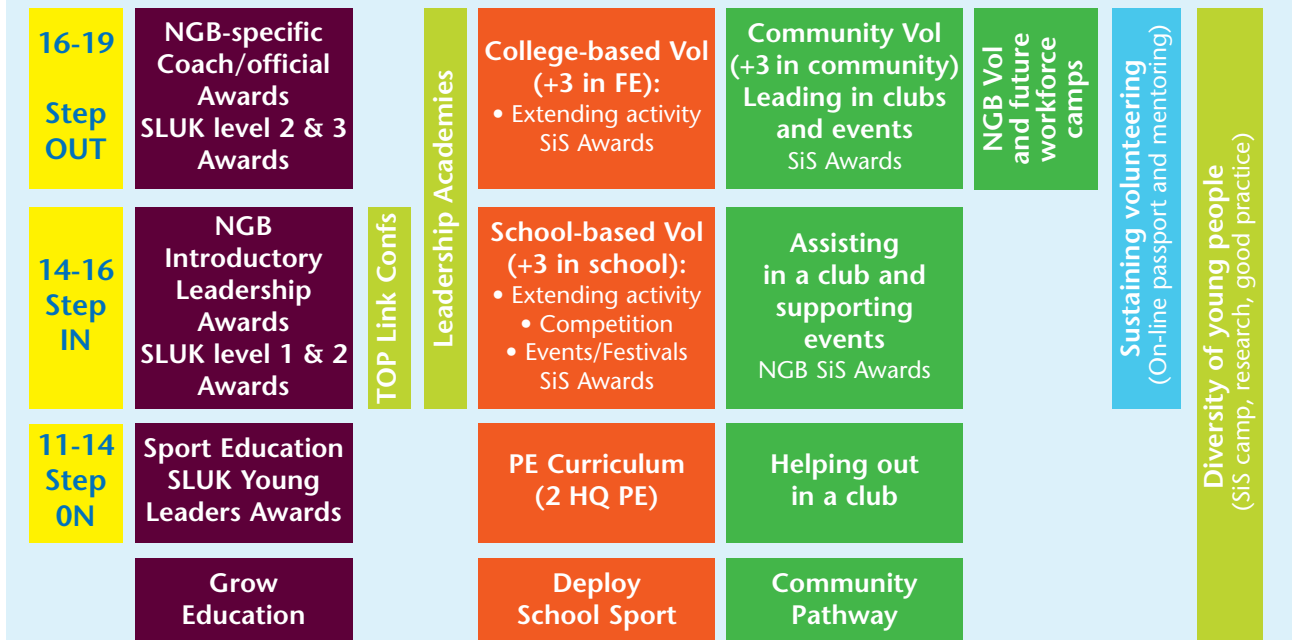 16-19
Step
OUT
NGB-specific
Coach/official
Awards
SLUK level 2 & 3
Awards
Leadership Academies
College-based Vol
(+3 in FE):
• Extending activity
SiS Awards
Community Vol
(+3 in community)
Leading in clubs
and events
SiS Awards
NGB Vol
and future
workforce
camps
Sustaining volunteering
(On-line passport and mentoring)
Diversity of young people
(SiS camp, research, good practice)
14-16
Step
IN
NGB
Introductory
Leadership
Awards
SLUK level 1 & 2
Awards
TOP Link Confs
School-based Vol
(+3 in school):
• Extending activity
• Competition
• Events/Festivals
SiS Awards
Assisting
in a club and
supporting
events
NGB SiS Awards
11-14
Step
0N
Sport Education
SLUK Young
Leaders Awards
PE Curriculum
(2 HQ PE)
Helping out
in a club
Grow
Education
Deploy
School Sport
Community
Pathway